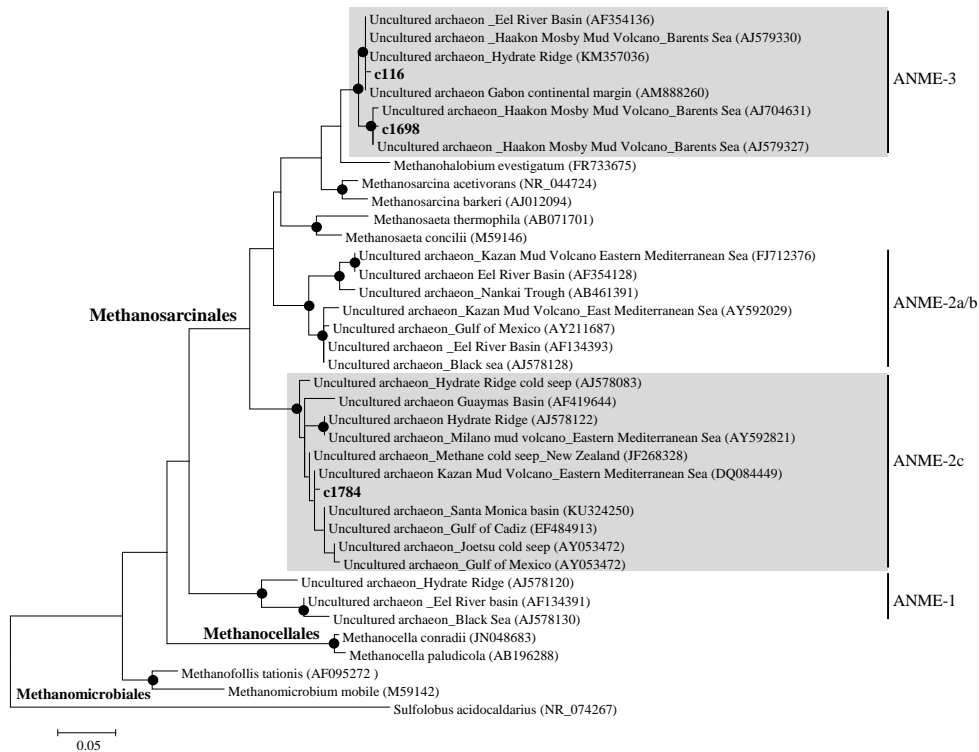 Uncultured archaeon _Eel River Basin (AF354136)
Uncultured archaeon _Haakon Mosby Mud Volcano_Barents Sea (AJ579330)
Uncultured archaeon_Hydrate Ridge (KM357036)
c116
Uncultured archaeon Gabon continental margin (AM888260)
Uncultured archaeon_Haakon Mosby Mud Volcano_Barents Sea (AJ704631)
c1698
Uncultured archaeon _Haakon Mosby Mud Volcano_Barents Sea (AJ579327)
ANME-3
Methanohalobium evestigatum (FR733675)
Methanosarcina acetivorans (NR_044724)
Methanosarcina barkeri (AJ012094)
Methanosaeta thermophila (AB071701)
Methanosaeta concilii (M59146)
Uncultured archaeon_Kazan Mud Volcano Eastern Mediterranean Sea (FJ712376)
Uncultured archaeon Eel River Basin (AF354128)
Uncultured archaeon_Nankai Trough (AB461391)
Uncultured archaeon_Kazan Mud Volcano_East Mediterranean Sea (AY592029)
Uncultured archaeon_Gulf of Mexico (AY211687)
Uncultured archaeon _Eel River Basin (AF134393)
Uncultured archaeon_Black sea (AJ578128)
ANME-2a/b
Methanosarcinales
Uncultured archaeon_Hydrate Ridge cold seep (AJ578083)
Uncultured archaeon Guaymas Basin (AF419644)
Uncultured archaeon Hydrate Ridge (AJ578122)
Uncultured archaeon_Milano mud volcano_Eastern Mediterranean Sea (AY592821)
Uncultured archaeon_Methane cold seep_New Zealand (JF268328)
Uncultured archaeon Kazan Mud Volcano_Eastern Mediterranean Sea (DQ084449)
c1784
Uncultured archaeon_Santa Monica basin (KU324250)
Uncultured archaeon_Gulf of Cadiz (EF484913)
Uncultured archaeon_Joetsu cold seep (AY053472)
Uncultured archaeon_Gulf of Mexico (AY053472)
ANME-2c
Uncultured archaeon_Hydrate Ridge (AJ578120)
Uncultured archaeon _Eel River basin (AF134391)
Uncultured archaeon_Black Sea (AJ578130)
ANME-1
Methanocellales
Methanocella conradii (JN048683)
Methanocella paludicola (AB196288)
Methanofollis tationis (AF095272 )
Methanomicrobiales
Methanomicrobium mobile (M59142)
Sulfolobus acidocaldarius (NR_074267)
0.05